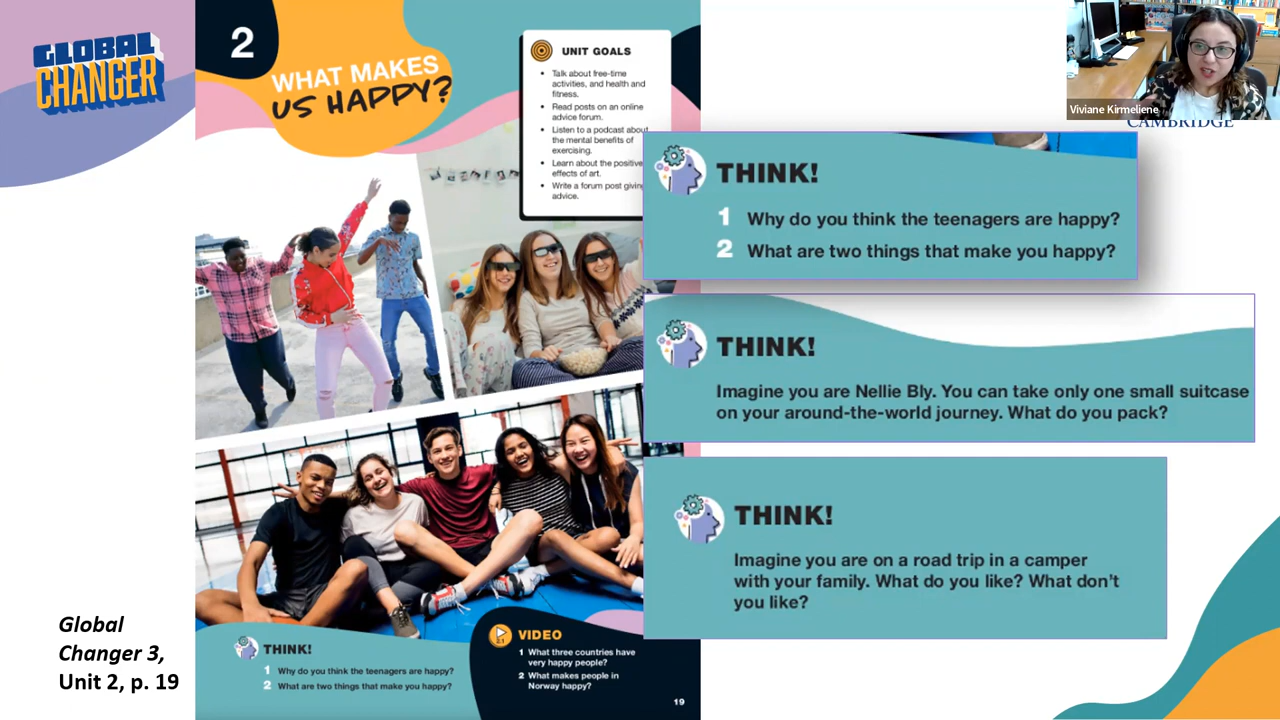 GLOBAL
CHANGER
2
WHAT MAKES
US HAPPY?
UNIT GOALS
• Talk about free-time
activities, and health and
fitness.
• Read posts on an online
advice forum.
• Listen to a podcast about
the mental benefits of
exercising.
• Learn about the positive
effects of art.
• Write a forum post giving
advice.
THINK!
1 Why do you think the teenagers are happy?
2 What are two things that make you happy?
VIDEO
2.1
1 What three countries have
very happy people?
2 What makes people in
Norway happy?
19
Viviane Kirmeliene
CAMBRIDGE
THINK!
1 Why do you think the teenagers are happy?
2 What are two things that make you happy?
THINK!
Imagine you are Nellie Bly. You can take only one small suitcase
on your around-the-world journey. What do you pack?
THINK!
Imagine you are on a road trip in a camper
with your family. What do you like? What don't
you like?
Global
Changer 3,
Unit 2, p. 19